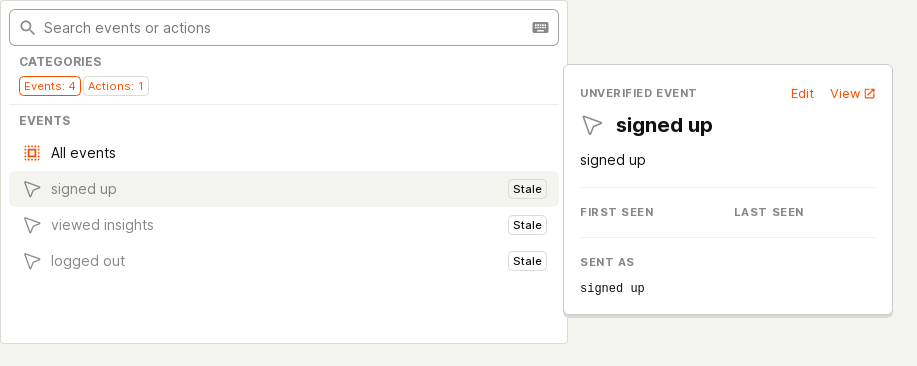 Search events or actions
CATEGORIES
Events: 4 Actions: 1
EVENTS
All events
signed up Stale
viewed insights Stale
logged out Stale
UNVERIFIED EVENT Edit View
signed up
signed up
FIRST SEEN LAST SEEN
SENT AS
signed up